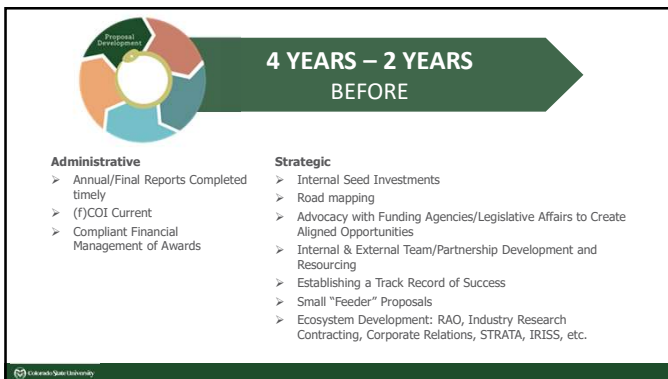 Proposal
Development
4 YEARS – 2 YEARS
BEFORE
Administrative
➢ Annual/Final Reports Completed
timely
➢ (f)COI Current
➢ Compliant Financial
Management of Awards
Strategic
➢ Internal Seed Investments
➢ Road mapping
➢ Advocacy with Funding Agencies/Legislative Affairs to Create
Aligned Opportunities
➢ Internal & External Team/Partnership Development and
Resourcing
➢ Establishing a Track Record of Success
➢ Small “Feeder” Proposals
➢ Ecosystem Development: RAO, Industry Research
Contracting, Corporate Relations, STRATA, IRISS, etc.
Colorado State University